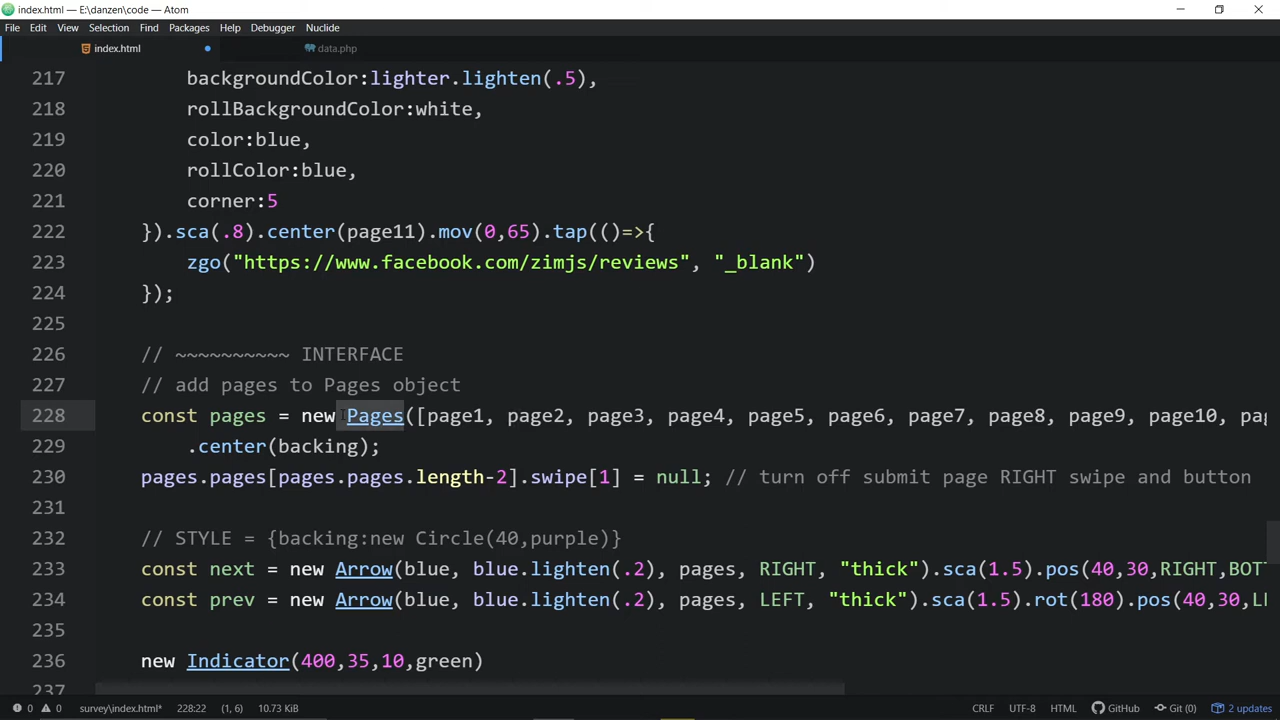 index.html — E:\danzen\code — Atom
File Edit View Selection Find Packages Help Debugger Nuclide
index.html data.php
217 backgroundColor:lighter.lighten(.5),
218 rollBackgroundColor:white,
219 color:blue,
220 rollColor:blue,
221 corner:5
222 }).sca(.8).center(page11).mov(0,65).tap(()=>{
223 zgo("https://www.facebook.com/zimjs/reviews", "_blank")
224 });
225
226 // ~~~~~~~~~~ INTERFACE
227 // add pages to Pages object
228 const pages = new Pages([page1, page2, page3, page4, page5, page6, page7, page8, page9, page10, pag
229 .center(backing);
230 pages.pages[pages.pages.length-2].swipe[1] = null; // turn off submit page RIGHT swipe and button
231
232 // STYLE = {backing:new Circle(40,purple)}
233 const next = new Arrow(blue, blue.lighten(.2), pages, RIGHT, "thick").sca(1.5).pos(40,30,RIGHT,BOT
234 const prev = new Arrow(blue, blue.lighten(.2), pages, LEFT, "thick").sca(1.5).rot(180).pos(40,30,LE
235
236 new Indicator(400,35,10,green)
237
0 0 survey\index.html* 228:22 (1, 6) 10.73 KiB CRLF UTF-8 HTML GitHub Git (0) 2 updates